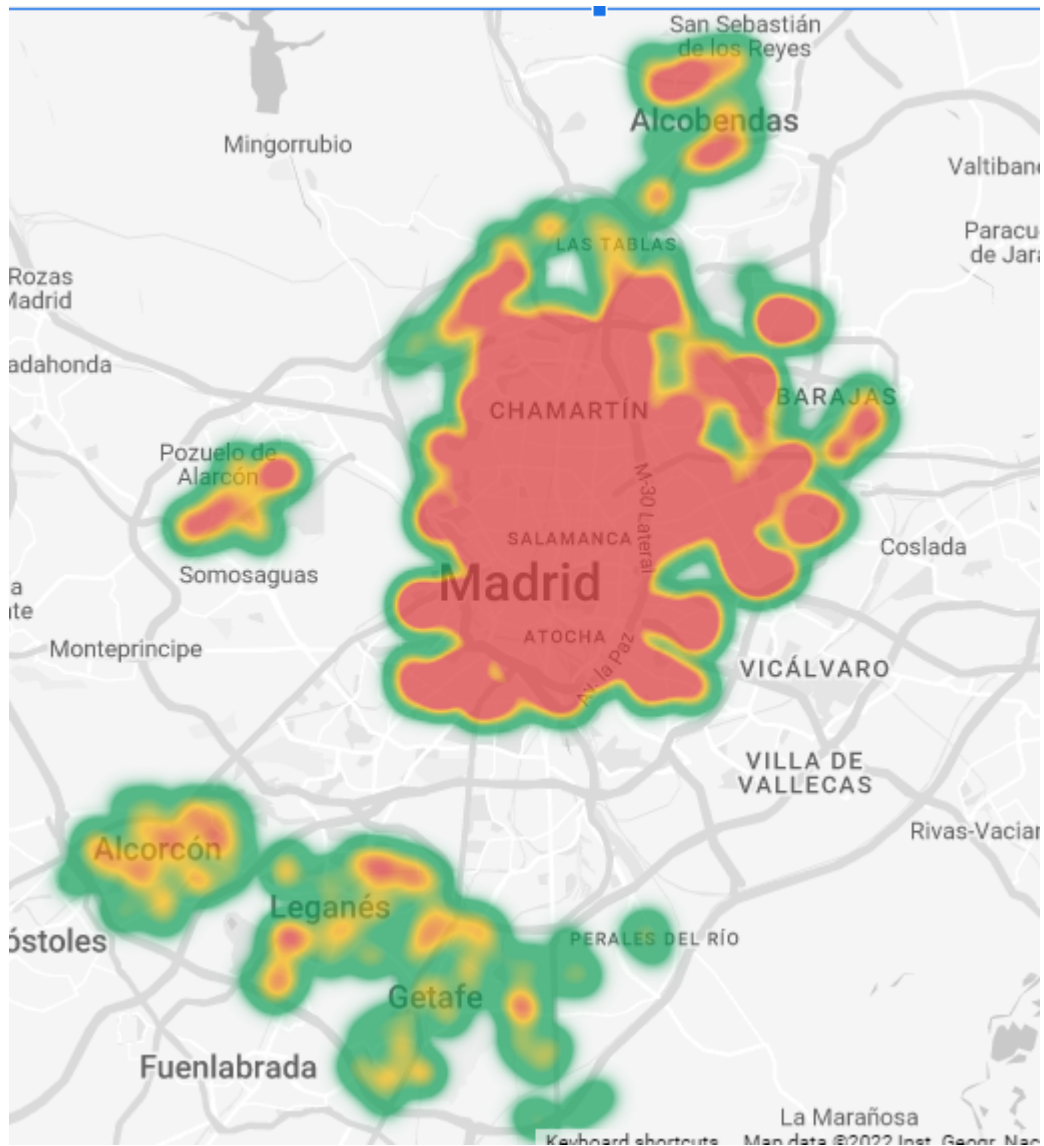 San Sebastián
de los Reyes
Alcobendas
Mingorrubio
Valtibane
LAS TABLAS
Paracu
de Jara
Rozas
Madrid
adahonda
BARAJAS
CHAMARTÍN
Pozuelo de
Alarcón
M-30 Lateral
SALAMANCA
Coslada
Somosaguas
Madrid
ATOCHA
Av. la Paz
Monteprincipe
VICÁLVARO
VILLA DE
VALLECAS
Rivas-Vaciar
Alcorcón
Leganés
óstoles
PERALES DEL RÍO
Getafe
Fuenlabrada
La Marañosa
Keyboard shortcuts Map data ©2022 Inst. Geogr. Nac